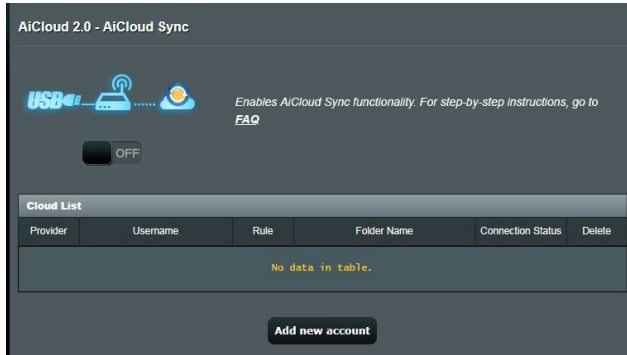 AiCloud 2.0 - AiCloud Sync
USB
Enables AiCloud Sync functionality. For step-by-step instructions, go to
FAQ
OFF
Cloud List
Provider Username Rule Folder Name Connection Status Delete
No data in table.
Add new account